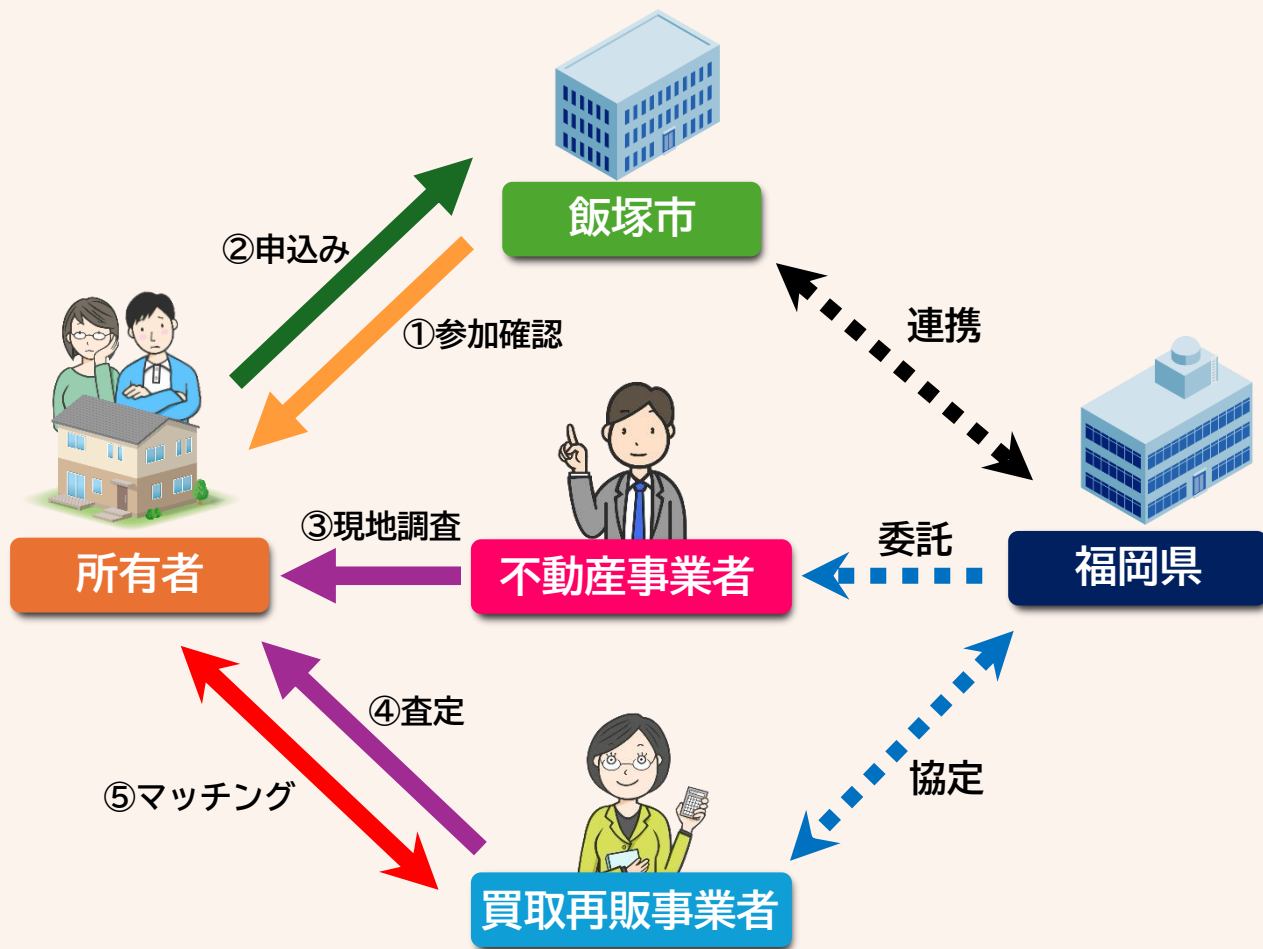 飯塚市
②申込み
①参加確認
連携
③現地調査
委託
所有者
不動産事業者
福岡県
④査定
⑤マッチング
協定
買取再販事業者